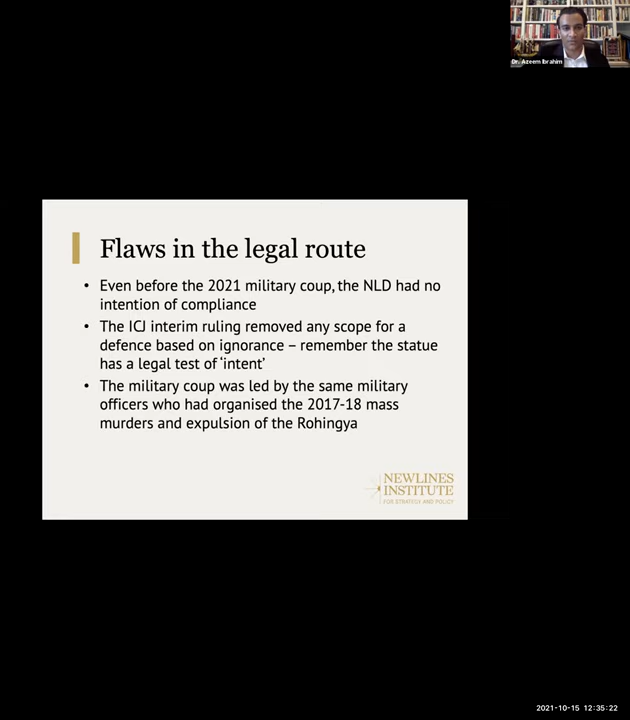 Dr. Azeem Ibrahim
Flaws in the legal route
• Even before the 2021 military coup, the NLD had no
intention of compliance
• The ICJ interim ruling removed any scope for a
defence based on ignorance – remember the statue
has a legal test of ‘intent’
• The military coup was led by the same military
officers who had organised the 2017-18 mass
murders and expulsion of the Rohingya
NEWLINES
INSTITUTE
FOR STRATEGY AND POLICY
2021-10-15 12:35:22